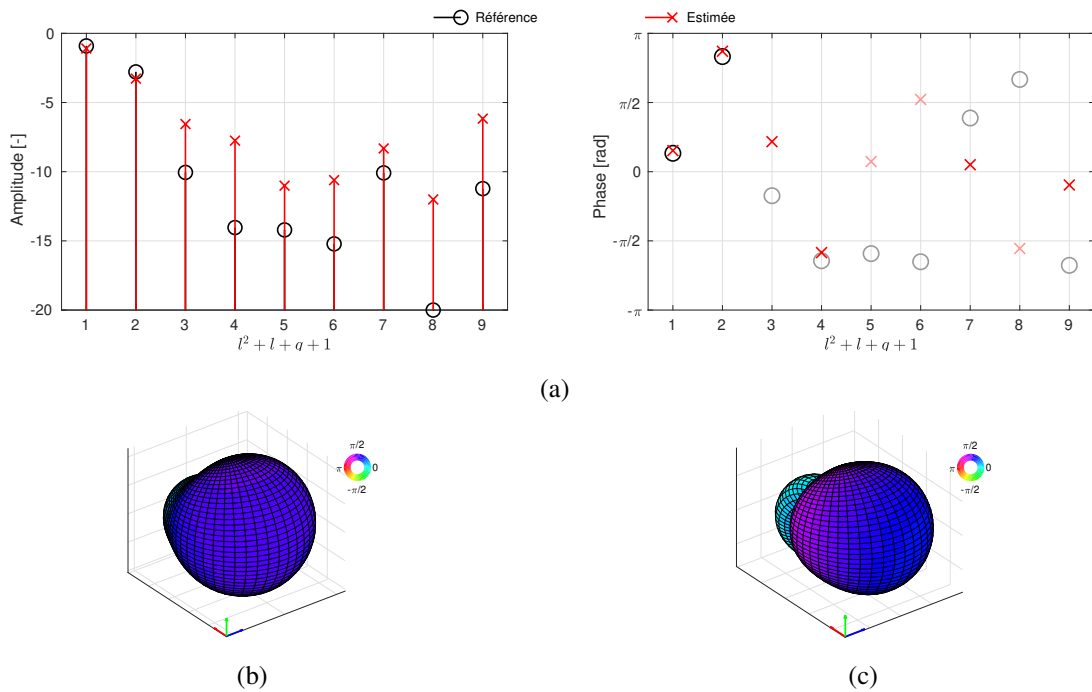 Référence
Estimée
Amplitude [-]
0
-5
-10
-15
-20
1 2 3 4 5 6 7 8 9
l² + l + q + 1
Phase [rad]
π
π/2
0
-π/2
-π
1 2 3 4 5 6 7 8 9
l² + l + q + 1
(a)
π/2
π 0
-π/2
π/2
π 0
-π/2
(b)
(c)